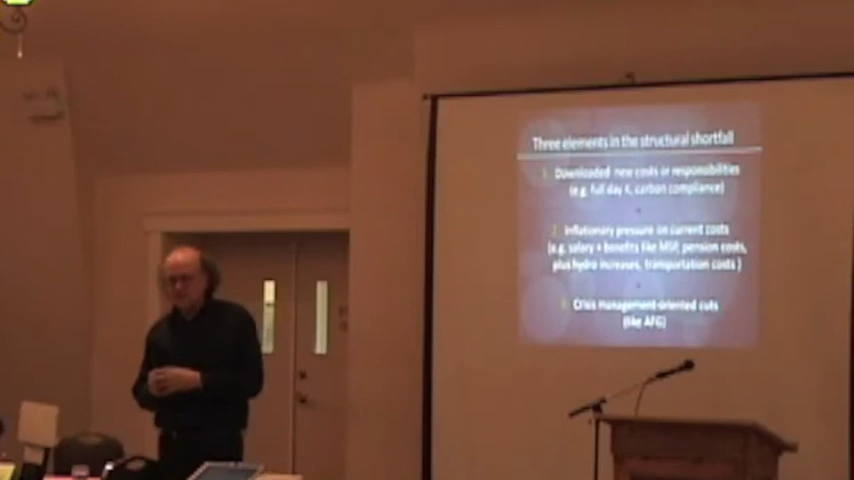 Three elements in the structural shortfall
1. Downloaded new costs or responsibilities
(e.g. full day K, carbon compliance)
2. Inflationary pressure on current costs
(e.g. salary + benefits like MSP, pension costs,
plus hydro increases, transportation costs )
3. Crisis management-oriented cuts
(like AFG)